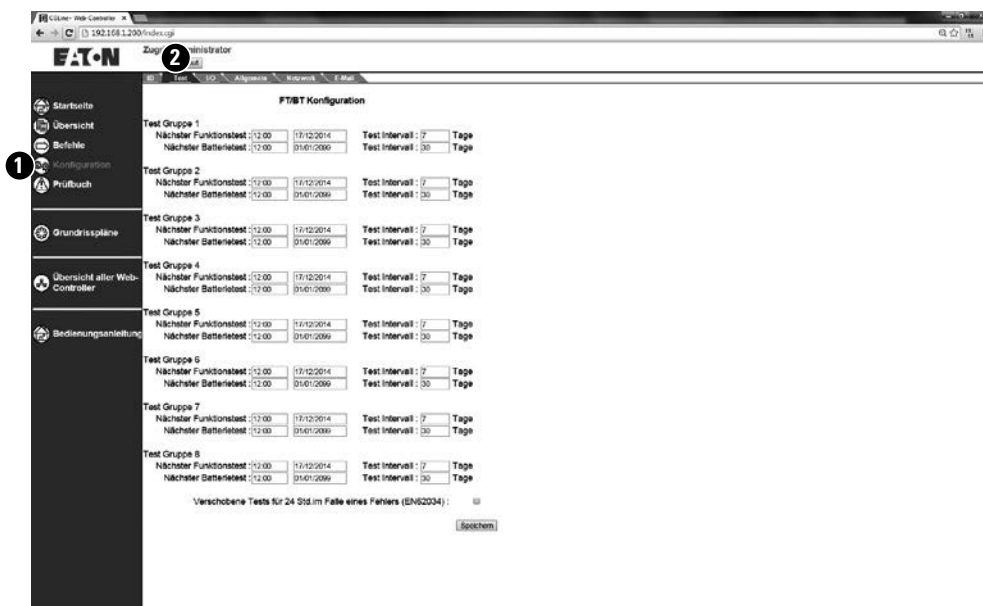 CGLine- Web-Controller
192.168.1.200/index.cgi
EATON
2
ID Test I/O Allgemein Netzwerk E-Mail
Startseite
Übersicht
Befehle
1
Konfiguration
Prüfbuch
Grundrisspläne
Übersicht aller Web-
Controller
Bedienungsanleitung
FT/BT Konfiguration
Test Gruppe 1
Nächster Funktionstest : 12:00 17/12/2014 Test Intervall : 7 Tage
Nächster Batterietest : 12:00 01/01/2099 Test Intervall : 30 Tage
Test Gruppe 2
Nächster Funktionstest : 12:00 17/12/2014 Test Intervall : 7 Tage
Nächster Batterietest : 12:00 01/01/2099 Test Intervall : 30 Tage
Test Gruppe 3
Nächster Funktionstest : 12:00 17/12/2014 Test Intervall : 7 Tage
Nächster Batterietest : 12:00 01/01/2099 Test Intervall : 30 Tage
Test Gruppe 4
Nächster Funktionstest : 12:00 17/12/2014 Test Intervall : 7 Tage
Nächster Batterietest : 12:00 01/01/2099 Test Intervall : 30 Tage
Test Gruppe 5
Nächster Funktionstest : 12:00 17/12/2014 Test Intervall : 7 Tage
Nächster Batterietest : 12:00 01/01/2099 Test Intervall : 30 Tage
Test Gruppe 6
Nächster Funktionstest : 12:00 17/12/2014 Test Intervall : 7 Tage
Nächster Batterietest : 12:00 01/01/2099 Test Intervall : 30 Tage
Test Gruppe 7
Nächster Funktionstest : 12:00 17/12/2014 Test Intervall : 7 Tage
Nächster Batterietest : 12:00 01/01/2099 Test Intervall : 30 Tage
Test Gruppe 8
Nächster Funktionstest : 12:00 17/12/2014 Test Intervall : 7 Tage
Nächster Batterietest : 12:00 01/01/2099 Test Intervall : 30 Tage
Verschobene Tests für 24 Std.im Falle eines Fehlers (EN62034) :
Speichern